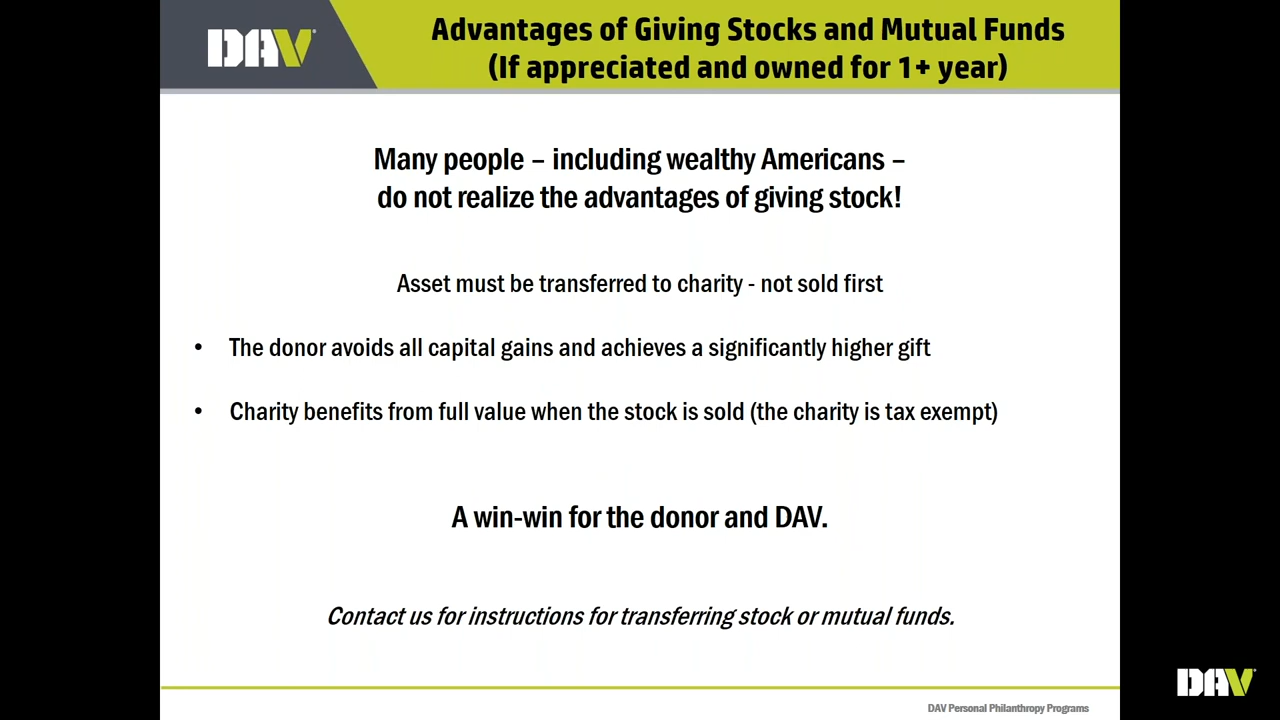 DAV
Advantages of Giving Stocks and Mutual Funds
(If appreciated and owned for 1+ year)
Many people – including wealthy Americans –
do not realize the advantages of giving stock!
Asset must be transferred to charity - not sold first
• The donor avoids all capital gains and achieves a significantly higher gift
• Charity benefits from full value when the stock is sold (the charity is tax exempt)
A win-win for the donor and DAV.
Contact us for instructions for transferring stock or mutual funds.
DAV
DAV Personal Philanthropy Programs